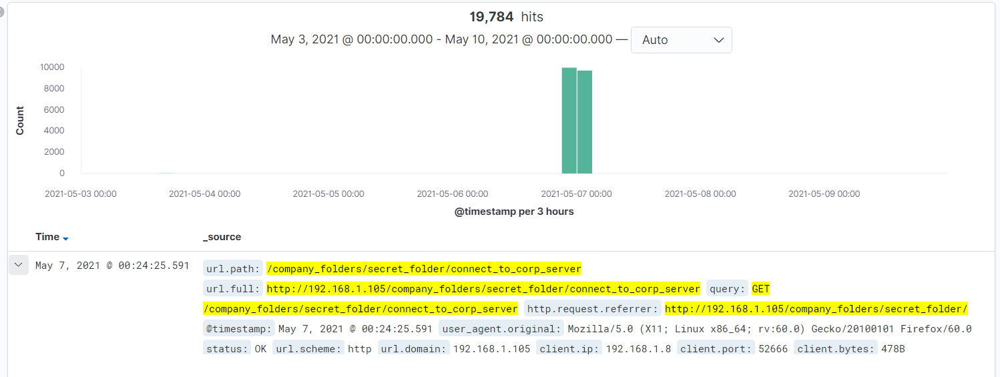 19,784 hits
May 3, 2021 @ 00:00:00.000 - May 10, 2021 @ 00:00:00.000 — Auto
10000
8000
6000
4000
2000
0
Count
2021-05-03 00:00 2021-05-04 00:00 2021-05-05 00:00 2021-05-06 00:00 2021-05-07 00:00 2021-05-08 00:00 2021-05-09 00:00
@timestamp per 3 hours
Time _source
May 7, 2021 @ 00:24:25.591 url.path: /company_folders/secret_folder/connect_to_corp_server
url.full: http://192.168.1.105/company_folders/secret_folder/connect_to_corp_server query: GET
/company_folders/secret_folder/connect_to_corp_server http.request.referrer: http://192.168.1.105/company_folders/secret_folder/
@timestamp: May 7, 2021 @ 00:24:25.591 user_agent.original: Mozilla/5.0 (X11; Linux x86_64; rv:60.0) Gecko/20100101 Firefox/60.0
status: OK url.scheme: http url.domain: 192.168.1.105 client.ip: 192.168.1.8 client.port: 52666 client.bytes: 478B